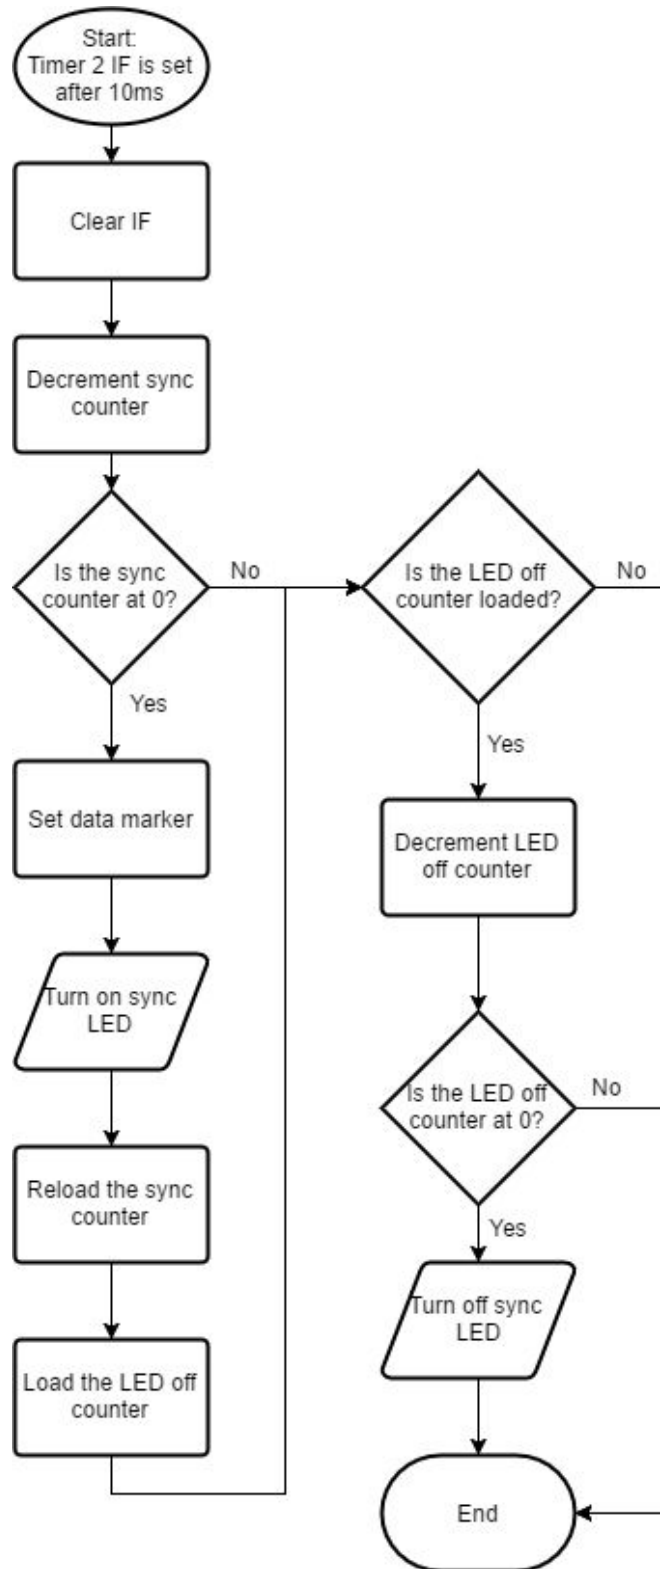 Start:
Timer 2 IF is set
after 10ms
Clear IF
Decrement sync
counter
Is the sync
counter at 0?
No
Yes
Set data marker
Turn on sync
LED
Reload the sync
counter
Load the LED off
counter
Is the LED off
counter loaded?
No
Yes
Decrement LED
off counter
Is the LED off
counter at 0?
No
Yes
Turn off sync
LED
End